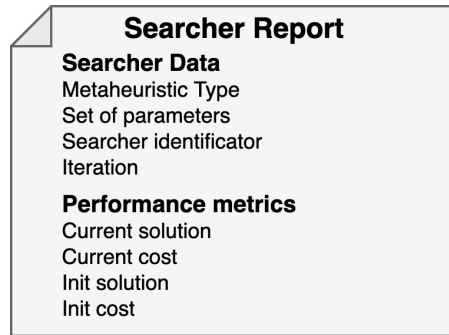 Searcher Report
Searcher Data
Metaheuristic Type
Set of parameters
Searcher identificator
Iteration
Performance metrics
Current solution
Current cost
Init solution
Init cost